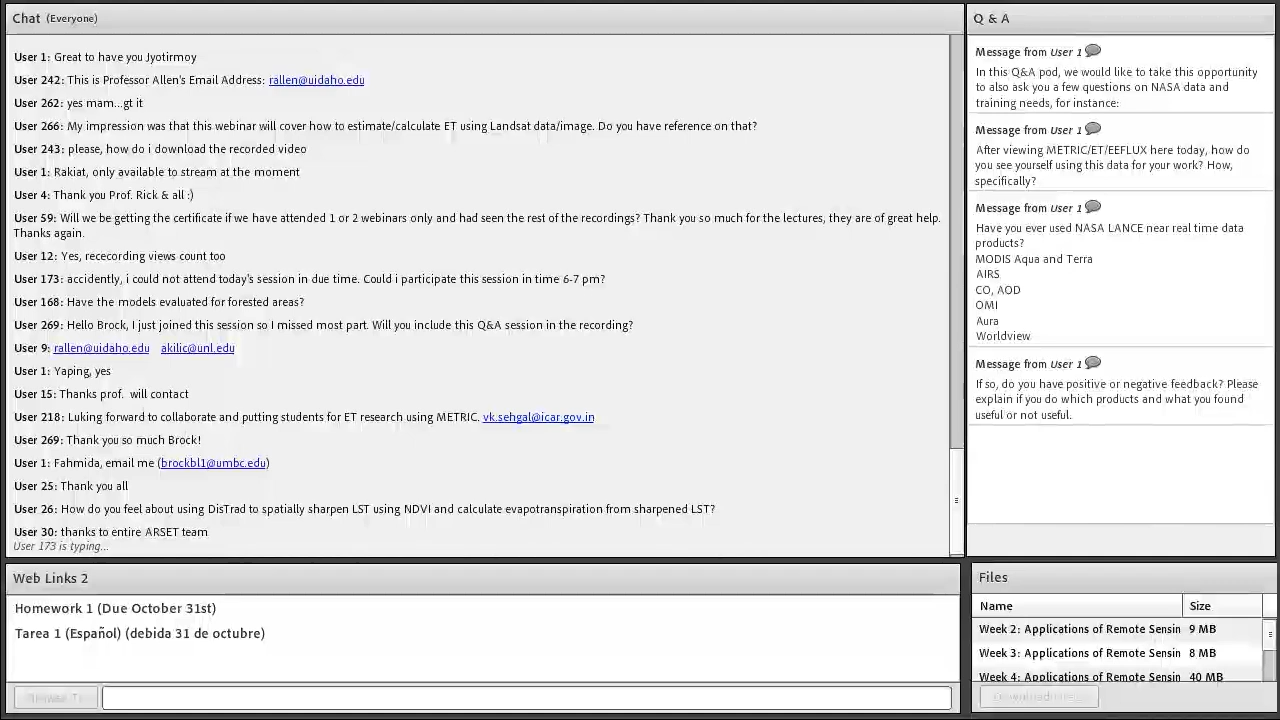 Chat (Everyone)
User 1: Great to have you Jyotirmoy
User 242: This is Professor Allen's Email Address: rallen@uidaho.edu
User 262: yes mam...gt it
User 266: My impression was that this webinar will cover how to estimate/calculate ET using Landsat data/image. Do you have reference on that?
User 243: please, how do i download the recorded video
User 1: Rakiat, only available to stream at the moment
User 4: Thank you Prof. Rick & all :)
User 59: Will we be getting the certificate if we have attended 1 or 2 webinars only and had seen the rest of the recordings? Thank you so much for the lectures, they are of great help.
Thanks again.
User 12: Yes, rececording views count too
User 173: accidently, i could not attend today's session in due time. Could i participate this session in time 6-7 pm?
User 168: Have the models evaluated for forested areas?
User 269: Hello Brock, I just joined this session so I missed most part. Will you include this Q&A session in the recording?
User 9: rallen@uidaho.edu akilic@unl.edu
User 1: Yaping, yes
User 15: Thanks prof. will contact
User 218: Luking forward to collaborate and putting students for ET research using METRIC. vk.sehgal@icar.gov.in
User 269: Thank you so much Brock!
User 1: Fahmida, email me (brockbl1@umbc.edu)
User 25: Thank you all
User 26: How do you feel about using DisTrad to spatially sharpen LST using NDVI and calculate evapotranspiration from sharpened LST?
User 30: thanks to entire ARSET team
User 173 is typing...
Q & A
Message from User 1
In this Q&A pod, we would like to take this opportunity
to also ask you a few questions on NASA data and
training needs, for instance:
Message from User 1
After viewing METRIC/ET/EEFLUX here today, how do
you see yourself using this data for your work? How,
specifically?
Message from User 1
Have you ever used NASA LANCE near real time data
products?
MODIS Aqua and Terra
AIRS
CO, AOD
OMI
Aura
Worldview
Message from User 1
If so, do you have positive or negative feedback? Please
explain if you do which products and what you found
useful or not useful.
Web Links 2
Homework 1 (Due October 31st)
Tarea 1 (Español) (debida 31 de octubre)
Browse To
Files
Name Size
Week 2: Applications of Remote Sensin 9 MB
Week 3: Applications of Remote Sensin 8 MB
Week 4: Applications of Remote Sensin 40 MB